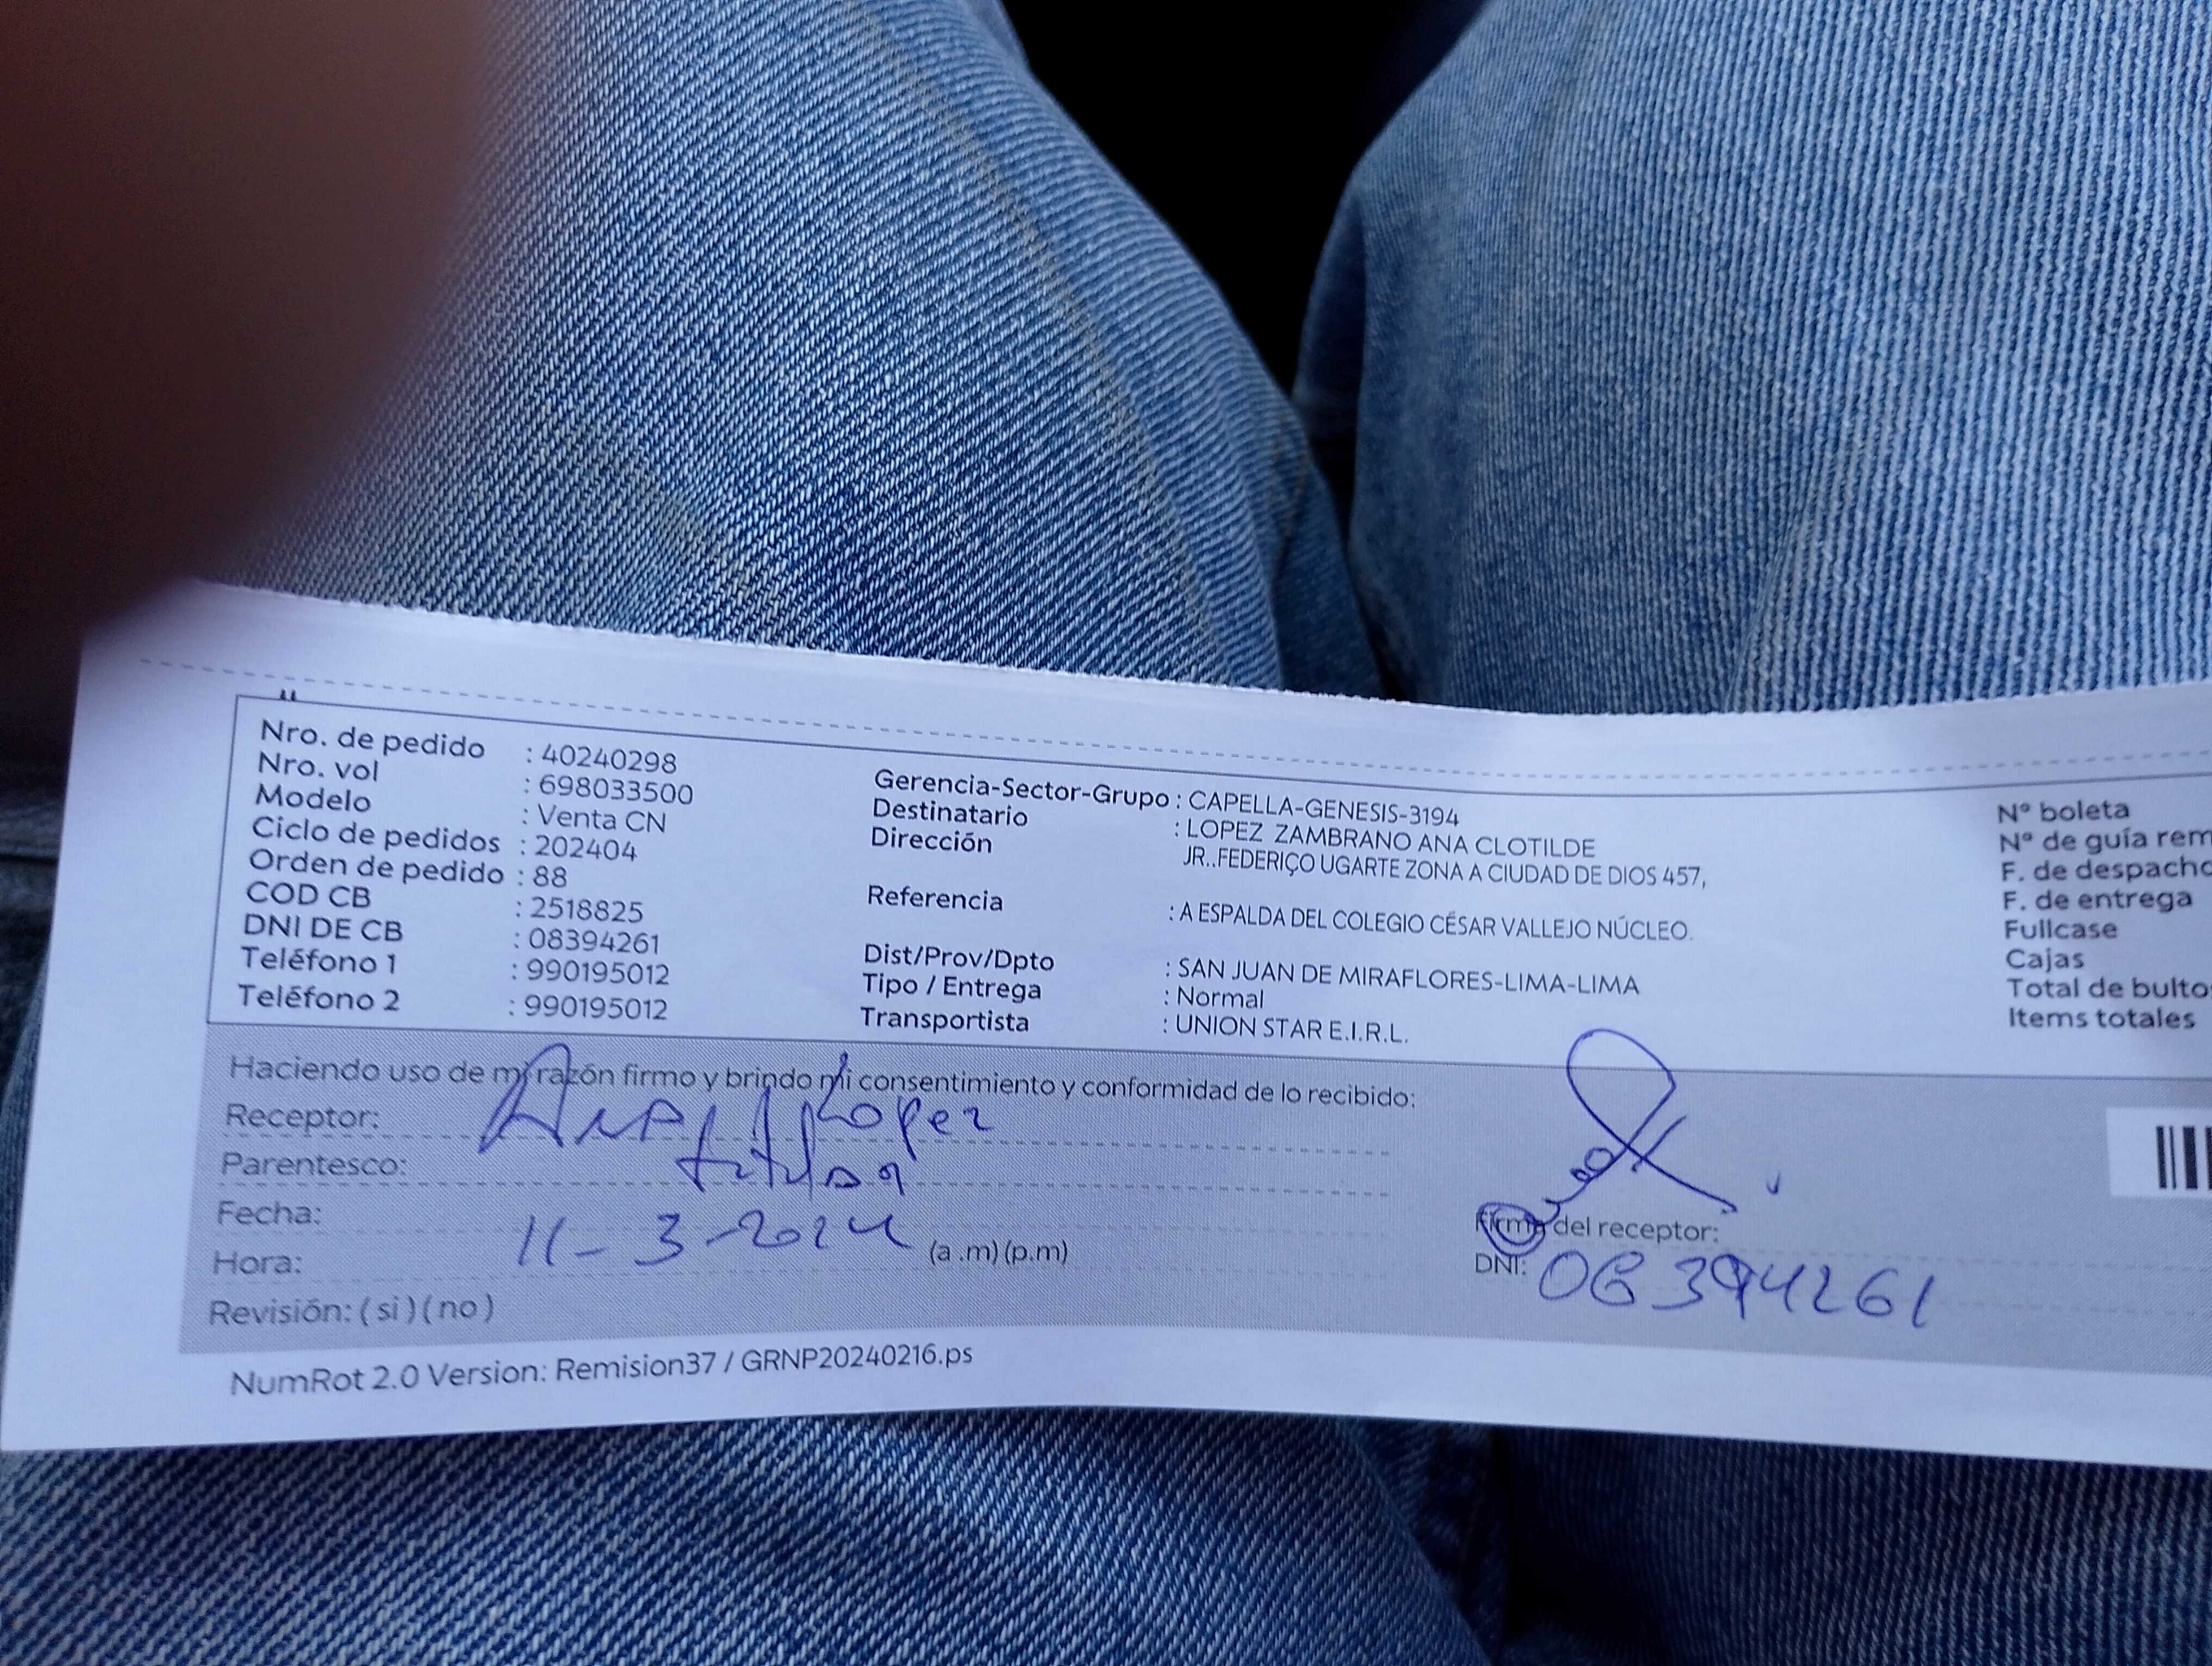 Nro. de pedido : 40240298
Nro. vol : 698033500
Modelo : Venta CN
Ciclo de pedidos : 202404
Orden de pedido : 88
COD CB : 2518825
DNI DE CB : 08394261
Teléfono 1 : 990195012
Teléfono 2 : 990195012
Gerencia-Sector-Grupo : CAPELLA-GENESIS-3194
Destinatario : LOPEZ ZAMBRANO ANA CLOTILDE
Dirección JR..FEDERIÇO UGARTE ZONA A CIUDAD DE DIOS 457,
Referencia : A ESPALDA DEL COLEGIO CÉSAR VALLEJO NÚCLEO.
Dist/Prov/Dpto : SAN JUAN DE MIRAFLORES-LIMA-LIMA
Tipo / Entrega : Normal
Transportista : UNION STAR E.I.R.L.
N° boleta
N° de guía rem
F. de despacho
F. de entrega
Fullcase
Cajas
Total de bulto
Items totales
Haciendo uso de mi razón firmo y brindo mi consentimiento y conformidad de lo recibido:
Receptor: Ana Lopez
Parentesco: titular
Fecha: 11-3-2024
Hora: (a .m) (p.m)
Revisión: ( si ) ( no )
Firma del receptor:
DNI: 08394261
NumRot 2.0 Version: Remision37 / GRNP20240216.ps